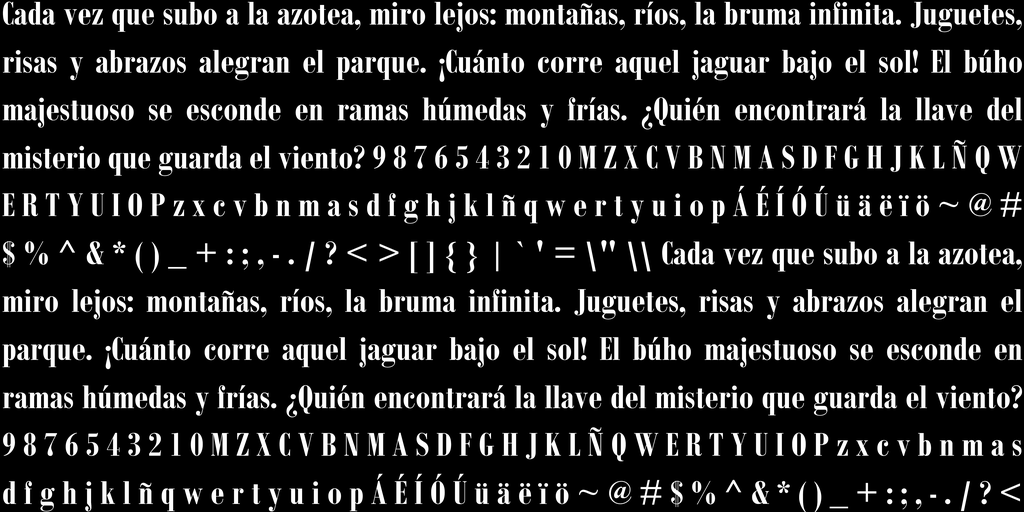 Cada vez que subo a la azotea, miro lejos: montañas, ríos, la bruma infinita. Juguetes,
risas y abrazos alegran el parque. ¡Cuánto corre aquel jaguar bajo el sol! El búho
majestuoso se esconde en ramas húmedas y frías. ¿Quién encontrará la llave del
misterio que guarda el viento? 9 8 7 6 5 4 3 2 1 0 M Z X C V B N M A S D F G H J K L Ñ Q W
E R T Y U I O P z x c v b n m a s d f g h j k l ñ q w e r t y u i o p Á É Í Ó Ú ü ä ë ï ö ~ @ #
$ % ^ & * ( ) _ + : ; , - . / ? < > [ ] { } | ` ' = \" \\ Cada vez que subo a la azotea,
miro lejos: montañas, ríos, la bruma infinita. Juguetes, risas y abrazos alegran el
parque. ¡Cuánto corre aquel jaguar bajo el sol! El búho majestuoso se esconde en
ramas húmedas y frías. ¿Quién encontrará la llave del misterio que guarda el viento?
9 8 7 6 5 4 3 2 1 0 M Z X C V B N M A S D F G H J K L Ñ Q W E R T Y U I O P z x c v b n m a s
d f g h j k l ñ q w e r t y u i o p Á É Í Ó Ú ü ä ë ï ö ~ @ # $ % ^ & * ( ) _ + : ; , - . / ? <